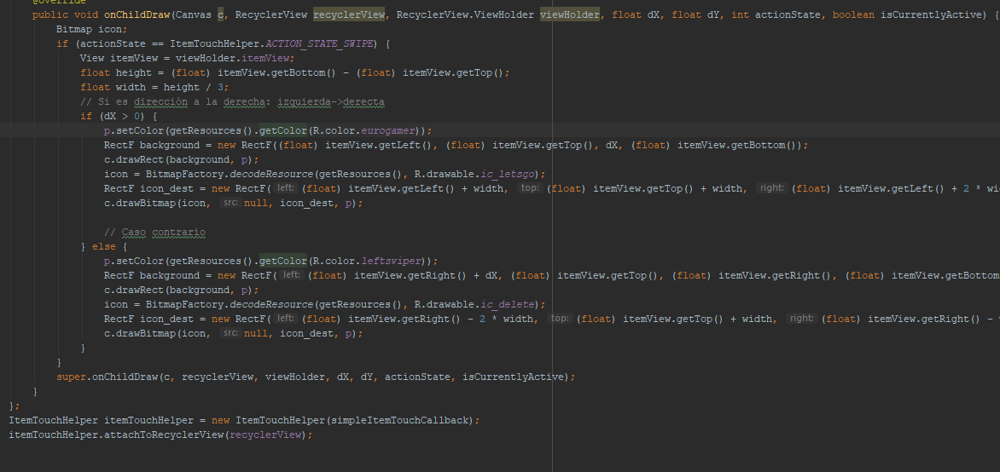 @Override
public void onChildDraw(Canvas c, RecyclerView recyclerView, RecyclerView.ViewHolder viewHolder, float dX, float dY, int actionState, boolean isCurrentlyActive) {
Bitmap icon;
if (actionState == ItemTouchHelper.ACTION_STATE_SWIPE) {
View itemView = viewHolder.itemView;
float height = (float) itemView.getBottom() - (float) itemView.getTop();
float width = height / 3;
// Si es dirección a la derecha: izquierda->derecta
if (dX > 0) {
p.setColor(getResources().getColor(R.color.eurogamer));
RectF background = new RectF((float) itemView.getLeft(), (float) itemView.getTop(), dX, (float) itemView.getBottom());
c.drawRect(background, p);
icon = BitmapFactory.decodeResource(getResources(), R.drawable.ic_letsgo);
RectF icon_dest = new RectF( left: (float) itemView.getLeft() + width, top: (float) itemView.getTop() + width, right: (float) itemView.getLeft() + 2 * wi
c.drawBitmap(icon, src: null, icon_dest, p);
// Caso contrario
} else {
p.setColor(getResources().getColor(R.color.leftswiper));
RectF background = new RectF( left: (float) itemView.getRight() + dX, (float) itemView.getTop(), (float) itemView.getRight(), (float) itemView.getBottom
c.drawRect(background, p);
icon = BitmapFactory.decodeResource(getResources(), R.drawable.ic_delete);
RectF icon_dest = new RectF( left: (float) itemView.getRight() - 2 * width, top: (float) itemView.getTop() + width, right: (float) itemView.getRight() -
c.drawBitmap(icon, src: null, icon_dest, p);
}
}
super.onChildDraw(c, recyclerView, viewHolder, dX, dY, actionState, isCurrentlyActive);
}
};
ItemTouchHelper itemTouchHelper = new ItemTouchHelper(simpleItemTouchCallback);
itemTouchHelper.attachToRecyclerView(recyclerView);